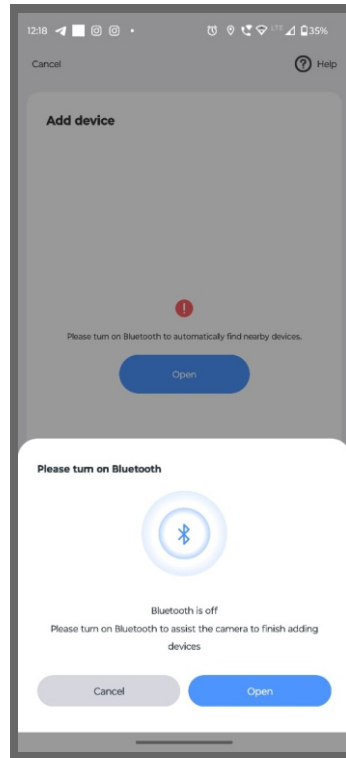 12:18 LTE 35%
Cancel Help
Add device
Please turn on Bluetooth to automatically find nearby devices.
Open
Please turn on Bluetooth
Bluetooth is off
Please turn on Bluetooth to assist the camera to finish adding
devices
Cancel Open